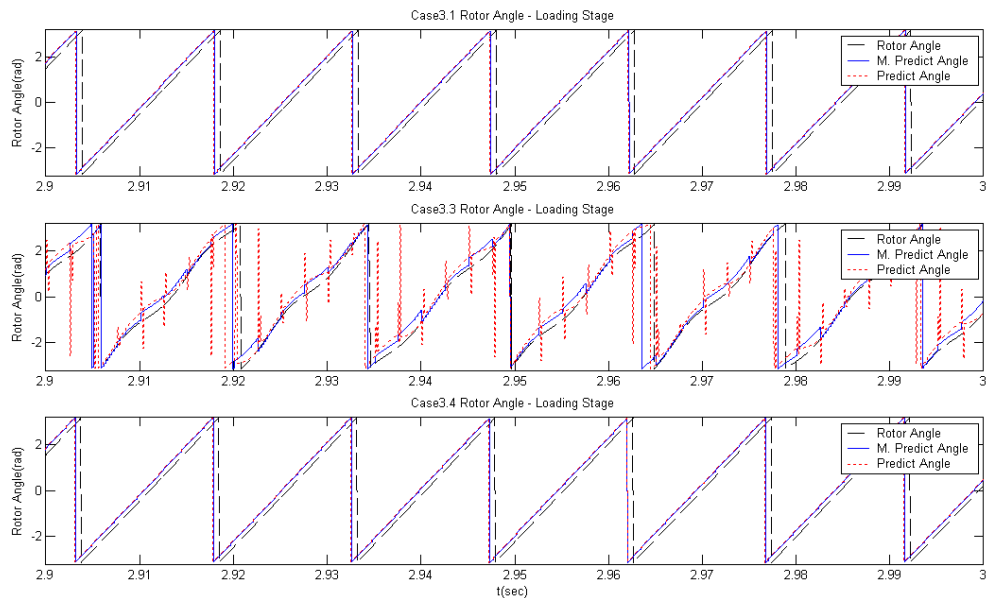 Case3.1 Rotor Angle - Loading Stage
Rotor Angle(rad)
2
0
-2
Rotor Angle
M. Predict Angle
Predict Angle
2.9 2.91 2.92 2.93 2.94 2.95 2.96 2.97 2.98 2.99 3
Case3.3 Rotor Angle - Loading Stage
Rotor Angle(rad)
2
0
-2
Rotor Angle
M. Predict Angle
Predict Angle
2.9 2.91 2.92 2.93 2.94 2.95 2.96 2.97 2.98 2.99 3
Case3.4 Rotor Angle - Loading Stage
Rotor Angle(rad)
2
0
-2
Rotor Angle
M. Predict Angle
Predict Angle
2.9 2.91 2.92 2.93 2.94 2.95 2.96 2.97 2.98 2.99 3
t(sec)